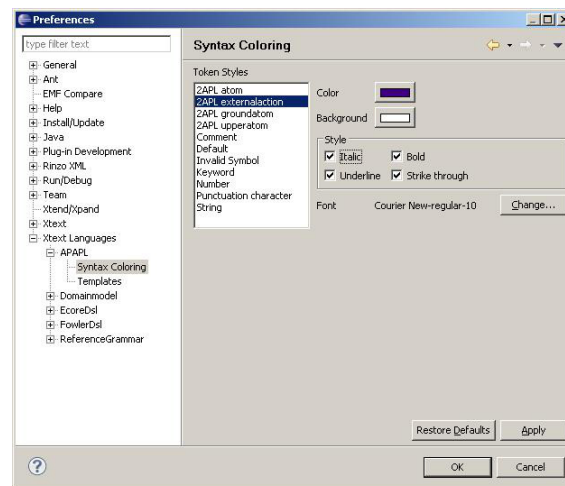 Preferences
type filter text
General
Ant
EMF Compare
Help
Install/Update
Java
Plug-in Development
Rinzo XML
Run/Debug
Team
Xtend/Xpand
Xtext
Xtext Languages
APAPL
Syntax Coloring
Templates
Domainmodel
EcoreDsl
FowlerDsl
ReferenceGrammar
Syntax Coloring
Token Styles
2APL atom
2APL externalaction
2APL groundatom
2APL upperatom
Comment
Default
Invalid Symbol
Keyword
Number
Punctuation character
String
Color
Background
Style
Italic Bold
Underline Strike through
Font Courier New-regular-10 Change...
Restore Defaults Apply
? OK Cancel